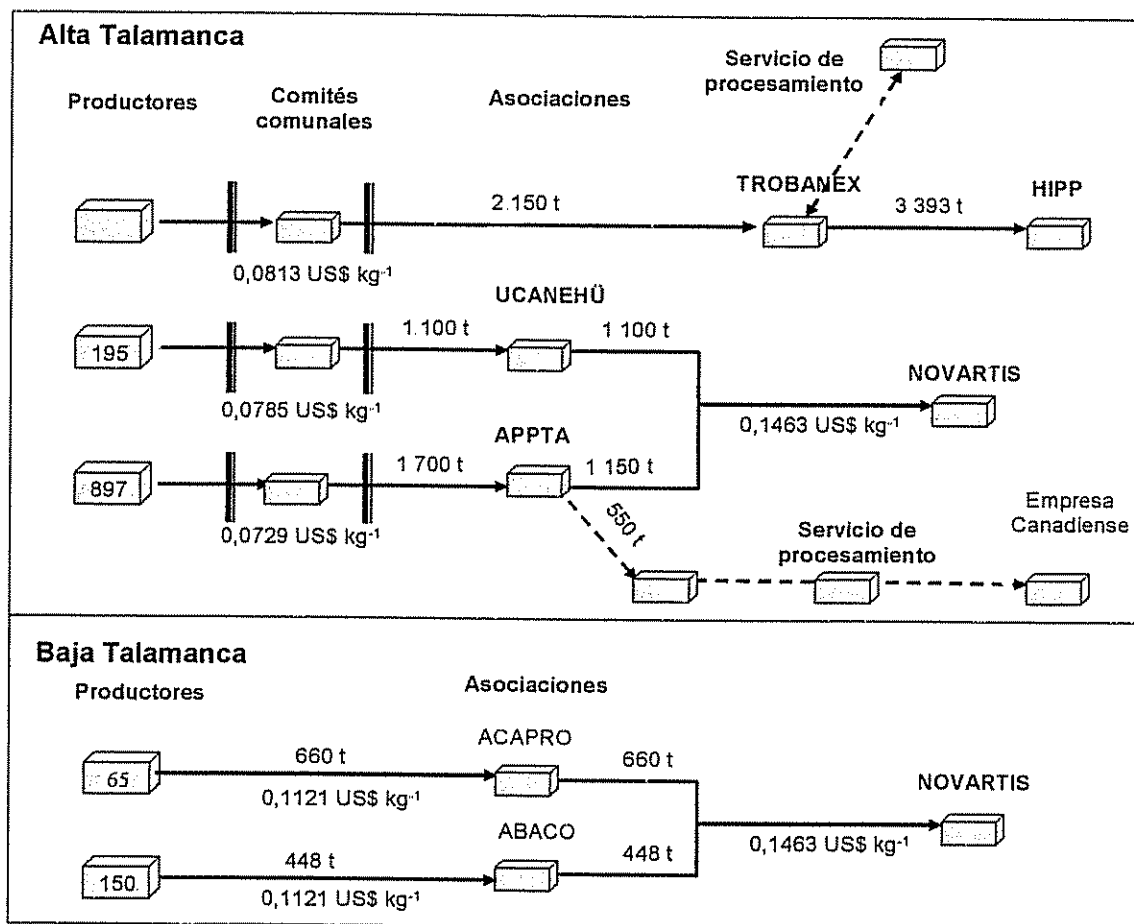 Alta Talamanca
Servicio de
procesamiento
Productores
Comités
comunales
Asociaciones
TROBANEX
HIPP
2.150 t
3 393 t
0,0813 US$ kg-1
UCANEHÜ
195
1.100 t
1 100 t
NOVARTIS
0,0785 US$ kg-1
0,1463 US$ kg-1
APPTA
897
1 700 t
1 150 t
0,0729 US$ kg-1
550 t
Servicio de
procesamiento
Empresa
Canadiense
Baja Talamanca
Productores
Asociaciones
ACAPRO
65
660 t
660 t
NOVARTIS
0,1121 US$ kg-1
ABACO
0,1463 US$ kg-1
150.
448 t
448 t
0,1121 US$ kg-1